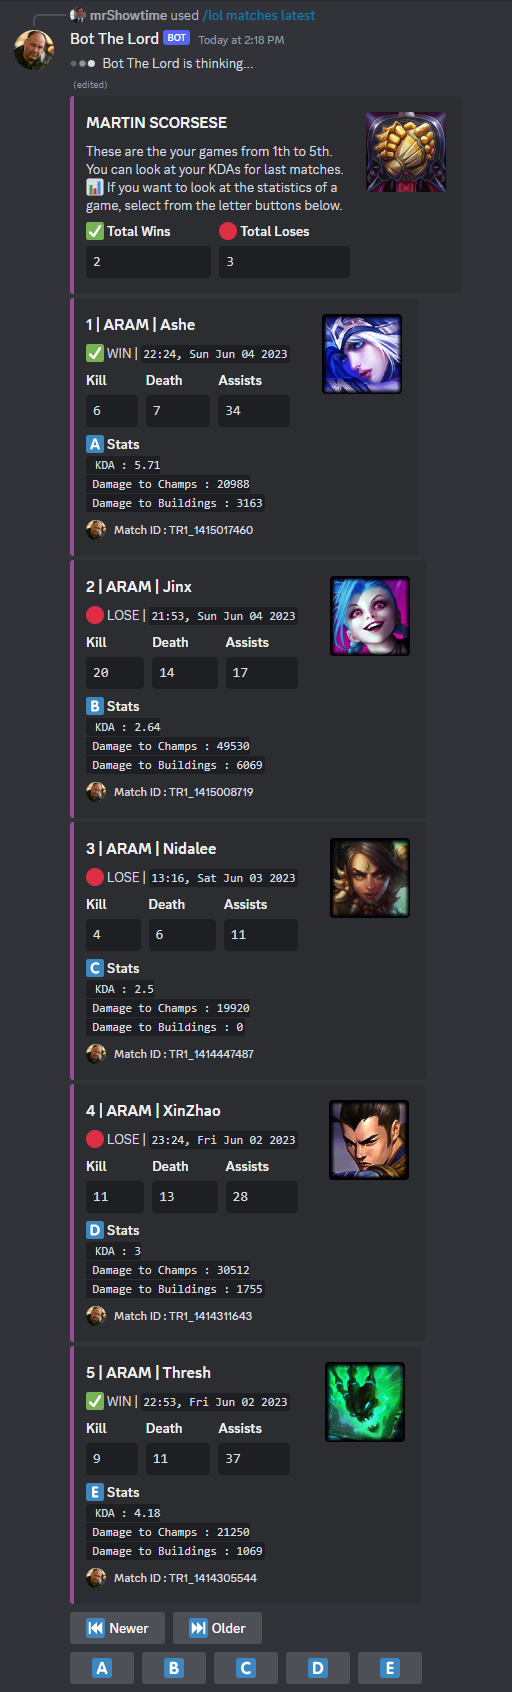 mrShowtime used /lol matches latest
Bot The Lord BOT Today at 2:18 PM
Bot The Lord is thinking...
(edited)
MARTIN SCORSESE
These are the your games from 1th to 5th.
You can look at your KDAs for last matches.
If you want to look at the statistics of a
game, select from the letter buttons below.
Total Wins Total Loses
2 3
1 | ARAM | Ashe
WIN | 22:24, Sun Jun 04 2023
Kill Death Assists
6 7 34
A Stats
KDA : 5.71
Damage to Champs : 20988
Damage to Buildings : 3163
Match ID : TR1_1415017460
2 | ARAM | Jinx
LOSE | 21:53, Sun Jun 04 2023
Kill Death Assists
20 14 17
B Stats
KDA : 2.64
Damage to Champs : 49530
Damage to Buildings : 6069
Match ID : TR1_1415008719
3 | ARAM | Nidalee
LOSE | 13:16, Sat Jun 03 2023
Kill Death Assists
4 6 11
C Stats
KDA : 2.5
Damage to Champs : 19920
Damage to Buildings : 0
Match ID : TR1_1414447487
4 | ARAM | XinZhao
LOSE | 23:24, Fri Jun 02 2023
Kill Death Assists
11 13 28
D Stats
KDA : 3
Damage to Champs : 30512
Damage to Buildings : 1755
Match ID : TR1_1414311643
5 | ARAM | Thresh
WIN | 22:53, Fri Jun 02 2023
Kill Death Assists
9 11 37
E Stats
KDA : 4.18
Damage to Champs : 21250
Damage to Buildings : 1069
Match ID : TR1_1414305544
Newer Older
A B C D E